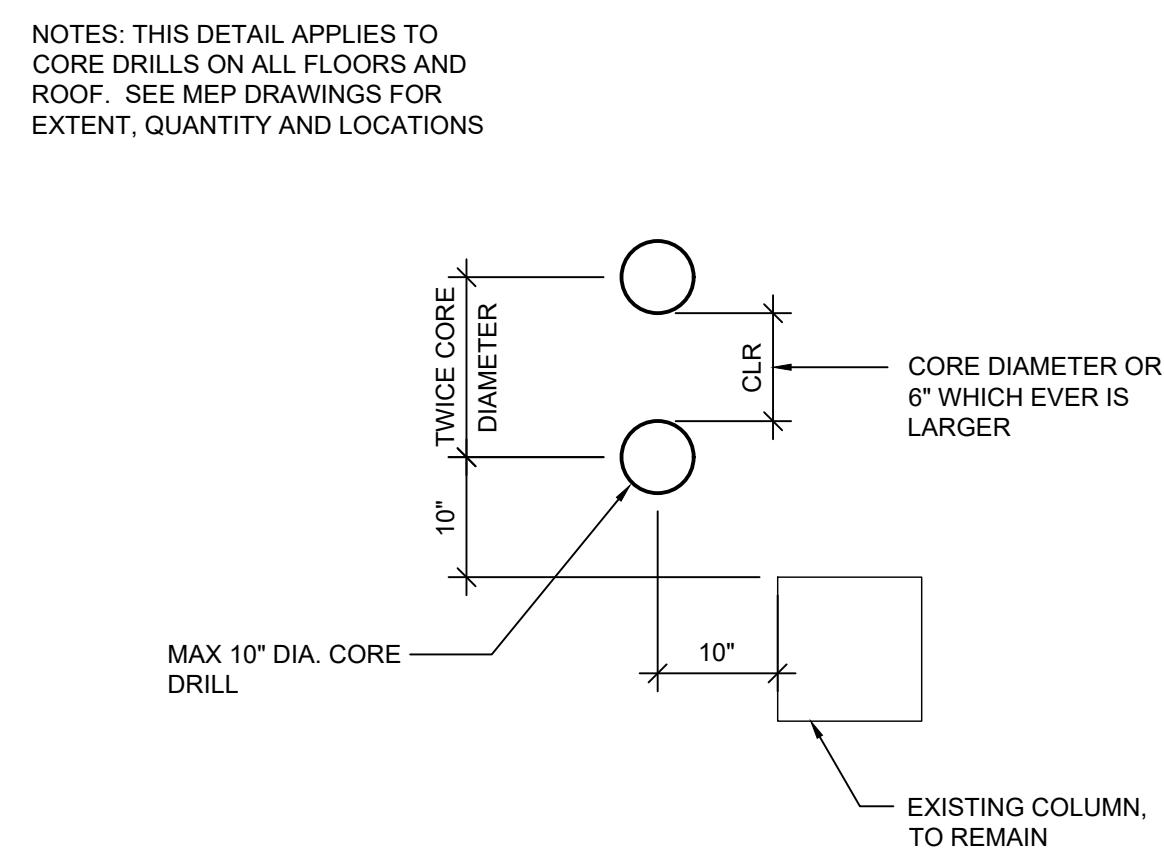 NOTES: THIS DETAIL APPLIES TO
CORE DRILLS ON ALL FLOORS AND
ROOF. SEE MEP DRAWINGS FOR
EXTENT, QUANTITY AND LOCATIONS
TWICE CORE
DIAMETER
CLR
CORE DIAMETER OR
6" WHICH EVER IS
LARGER
10"
MAX 10" DIA. CORE
DRILL
10"
EXISTING COLUMN,
TO REMAIN